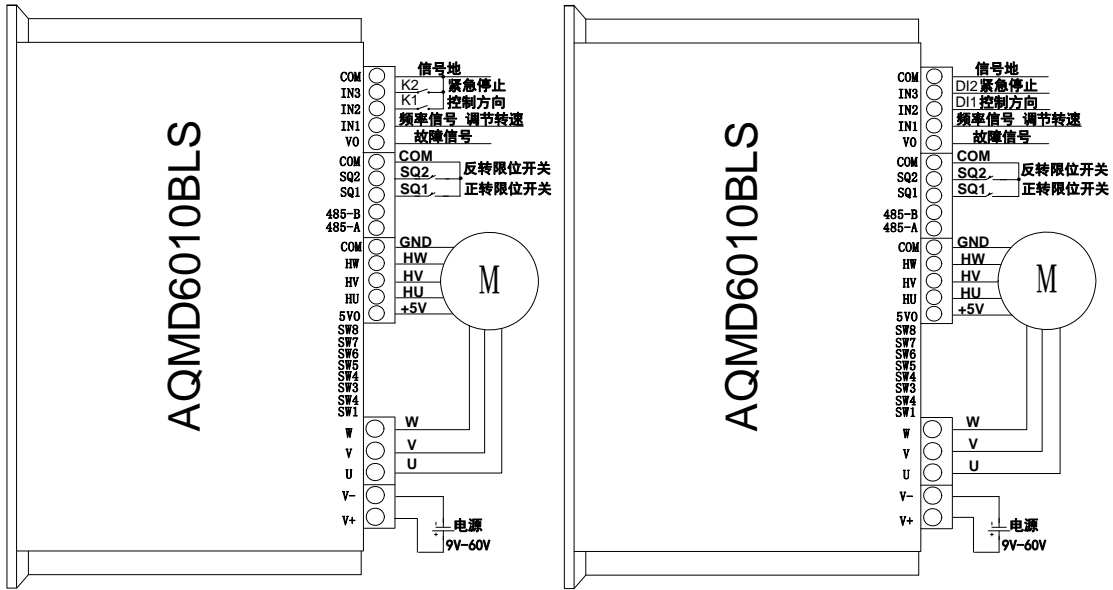 AQMD6010BLS
COM 信号地
IN3 K2 紧急停止
IN2 K1 控制方向
IN1 频率信号 调节转速
VO 故障信号
COM COM
SQ2 SQ2 反转限位开关
SQ1 SQ1 正转限位开关
485-B
485-A
COM GND
HW HW
HV HV M
HU HU
5VO +5V
SW8
SW7
SW6
SW5
SW4
SW3
SW4
SW1
W W
V V
U U
V-
V+ 电源
9V-60V
AQMD6010BLS
COM 信号地
IN3 DI2 紧急停止
IN2 DI1 控制方向
IN1 频率信号 调节转速
VO 故障信号
COM COM
SQ2 SQ2 反转限位开关
SQ1 SQ1 正转限位开关
485-B
485-A
COM GND
HW HW
HV HV M
HU HU
5VO +5V
SW8
SW7
SW6
SW5
SW4
SW3
SW4
SW1
W W
V V
U U
V-
V+ 电源
9V-60V